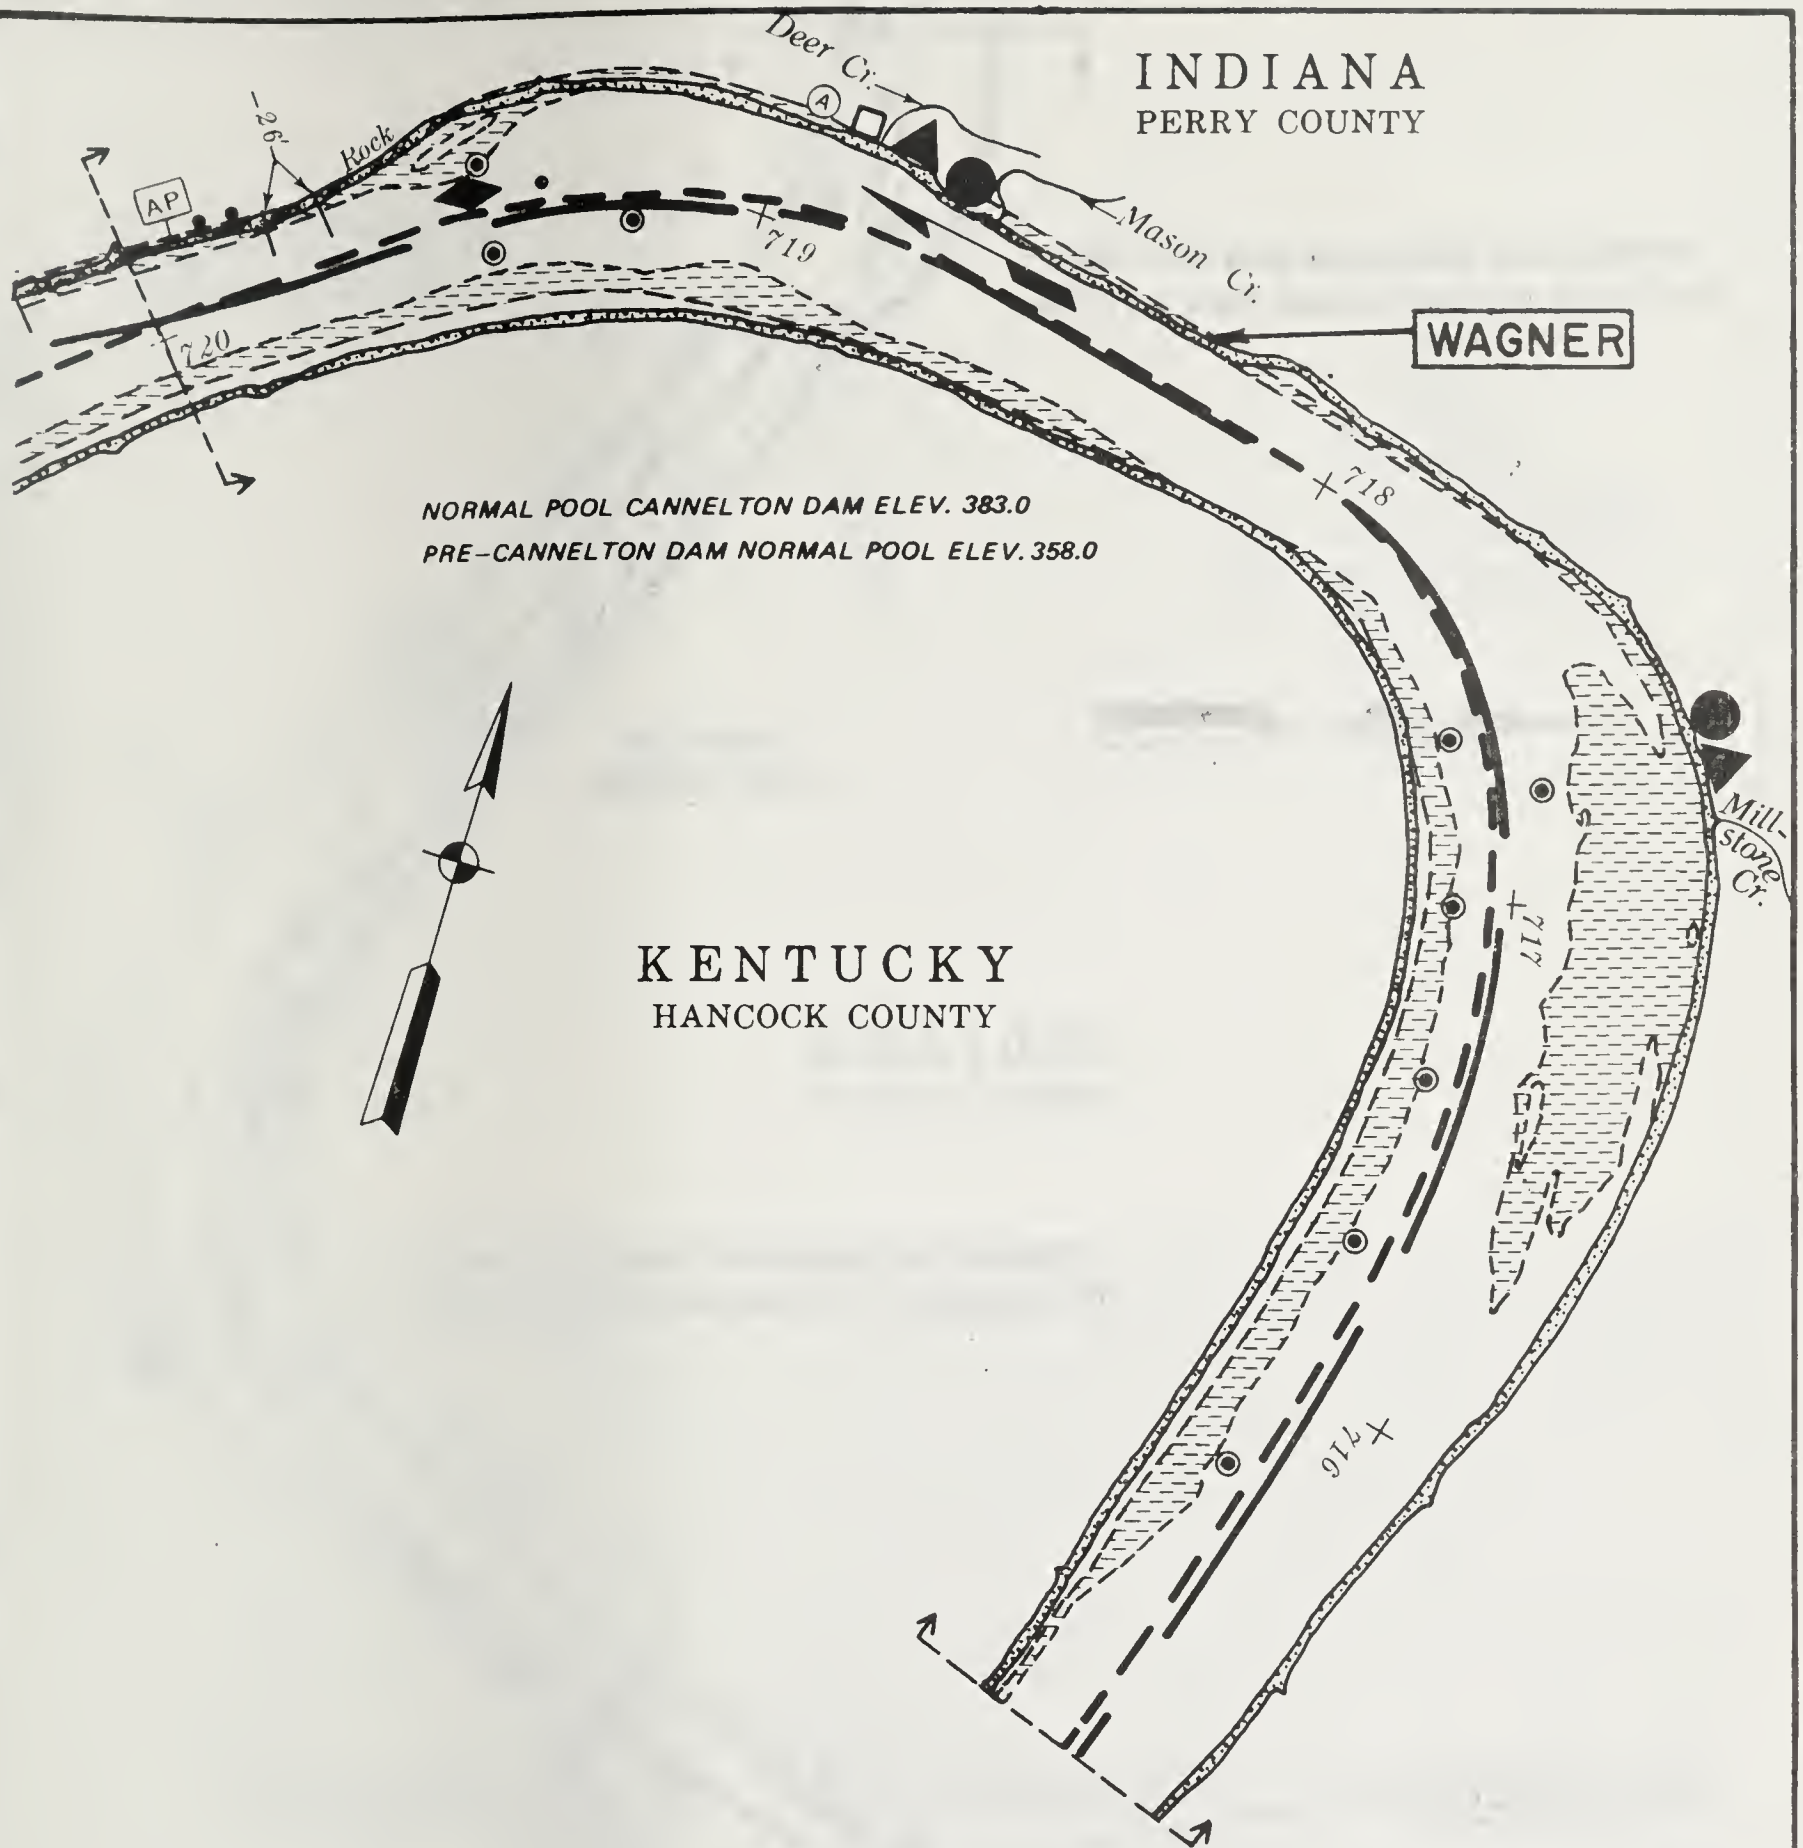 INDIANA
PERRY COUNTY
Deer Cr.
A
-26'
Rock
AP
Mason Cr.
719
WAGNER
720
718
NORMAL POOL CANNELTON DAM ELEV. 383.0
PRE-CANNELTON DAM NORMAL POOL ELEV. 358.0
Mill-
stone
Cr.
717
KENTUCKY
HANCOCK COUNTY
716